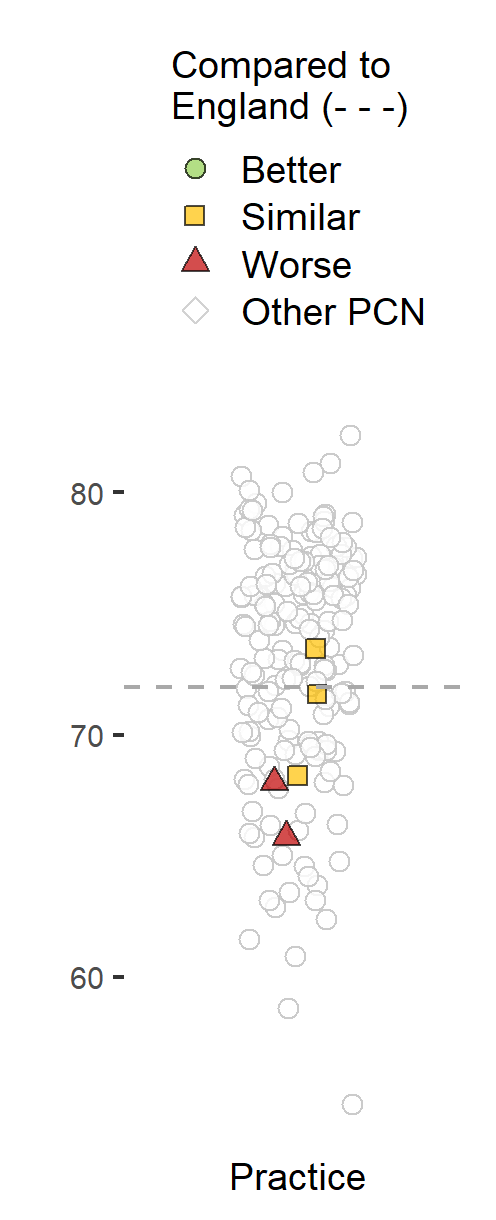 Compared to
England (- - -)
Better
Similar
Worse
Other PCN
80
70
60
Practice